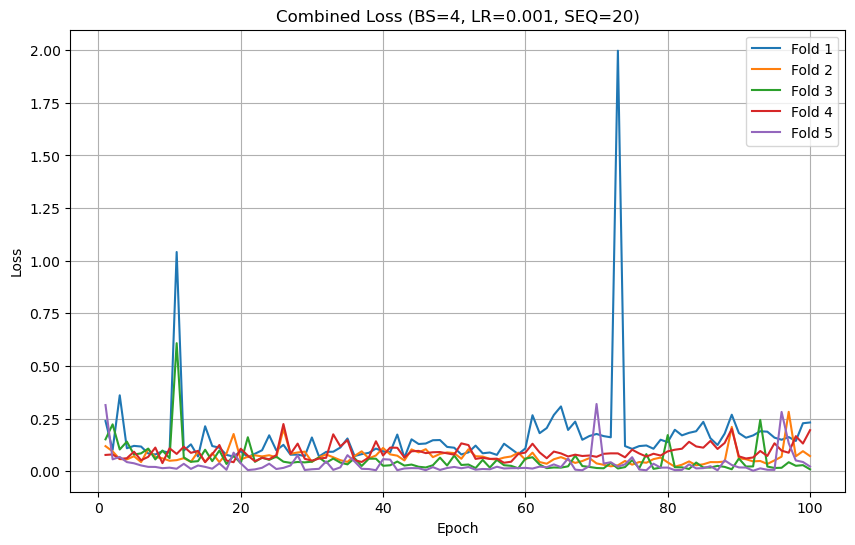 Combined Loss (BS=4, LR=0.001, SEQ=20)
2.00
1.75
1.50
1.25
1.00
0.75
0.50
0.25
0.00
Loss
Fold 1
Fold 2
Fold 3
Fold 4
Fold 5
0 20 40 60 80 100
Epoch